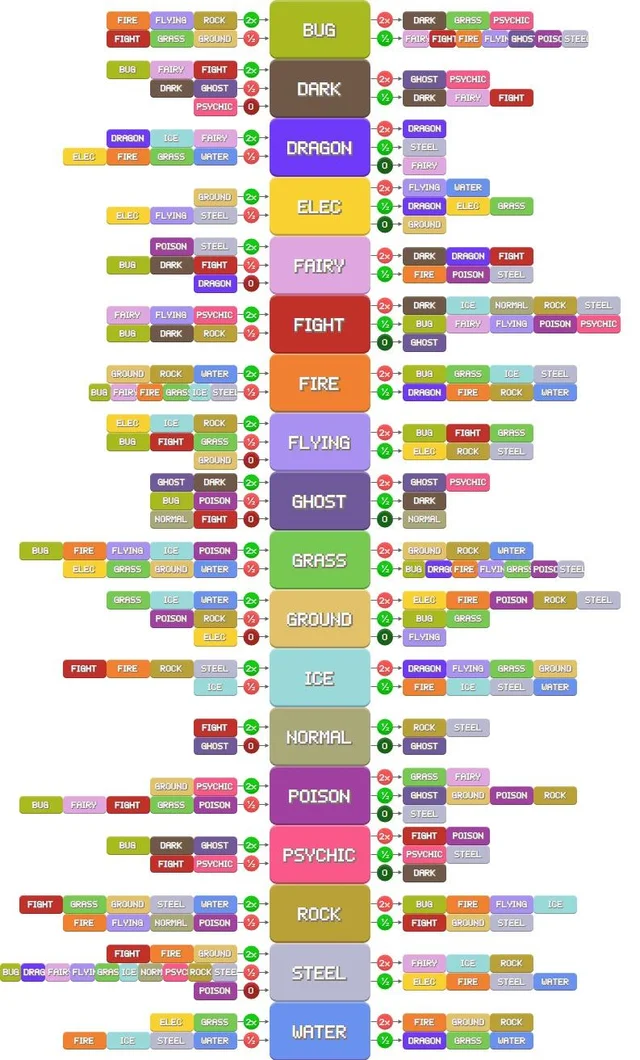 FIRE FLYING ROCK 2x 2x DARK GRASS PSYCHIC
BUG
FIGHT GRASS GROUND ½ ½ FAIR FIGHT FIRE FLYI GHOS POISO STEE
BUG FAIRY FIGHT 2x
2x GHOST PSYCHIC
DARK GHOST ½ DARK
½ DARK FAIRY FIGHT
PSYCHIC 0
2x DRAGON
DRAGON ICE FAIRY 2x
DRAGON ½ STEEL
ELEC FIRE GRASS WATER ½
0 FAIRY
2x FLYING WATER
GROUND 2x
ELEC ½ DRAGON ELEC GRASS
ELEC FLYING STEEL ½
0 GROUND
POISON STEEL 2x
2x DARK DRAGON FIGHT
BUG DARK FIGHT ½ FAIRY
½ FIRE POISON STEEL
DRAGON 0
2x DARK ICE NORMAL ROCK STEEL
FAIRY FLYING PSYCHIC 2x
FIGHT ½ BUG FAIRY FLYING POISON PSYCHIC
BUG DARK ROCK ½
0 GHOST
GROUND ROCK WATER 2x 2x BUG GRASS ICE STEEL
FIRE
BUG FAIRY FIRE GRAS ICE STEEL ½ ½ DRAGON FIRE ROCK WATER
ELEC ICE ROCK 2x
2x BUG FIGHT GRASS
BUG FIGHT GRASS ½ FLYING
½ ELEC ROCK STEEL
GROUND 0
GHOST DARK 2x 2x GHOST PSYCHIC
BUG POISON ½ GHOST ½ DARK
NORMAL FIGHT 0 0 NORMAL
BUG FIRE FLYING ICE POISON 2x 2x GROUND ROCK WATER
GRASS
ELEC GRASS GROUND WATER ½ ½ BUG DRAG FIRE FLYIN GRAS POISO STEEL
GRASS ICE WATER 2x 2x ELEC FIRE POISON ROCK STEEL
POISON ROCK ½ GROUND ½ BUG GRASS
ELEC 0 0 FLYING
FIGHT FIRE ROCK STEEL 2x 2x DRAGON FLYING GRASS GROUND
ICE
ICE ½ ½ FIRE ICE STEEL WATER
FIGHT 2x ½ ROCK STEEL
NORMAL
GHOST 0 0 GHOST
2x GRASS FAIRY
GROUND PSYCHIC 2x
POISON ½ GHOST GROUND POISON ROCK
BUG FAIRY FIGHT GRASS POISON ½
0 STEEL
2x FIGHT POISON
BUG DARK GHOST 2x
PSYCHIC ½ PSYCHIC STEEL
FIGHT PSYCHIC ½
0 DARK
FIGHT GRASS GROUND STEEL WATER 2x 2x BUG FIRE FLYING ICE
ROCK
FIRE FLYING NORMAL POISON ½ ½ FIGHT GROUND STEEL
FIGHT FIRE GROUND 2x
2x FAIRY ICE ROCK
BUG DRAG FAIR FLYIN GRAS ICE NORM PSYC ROCK STEE ½ STEEL
½ ELEC FIRE STEEL WATER
POISON 0
ELEC GRASS 2x 2x FIRE GROUND ROCK
WATER
FIRE ICE STEEL WATER ½ ½ DRAGON GRASS WATER